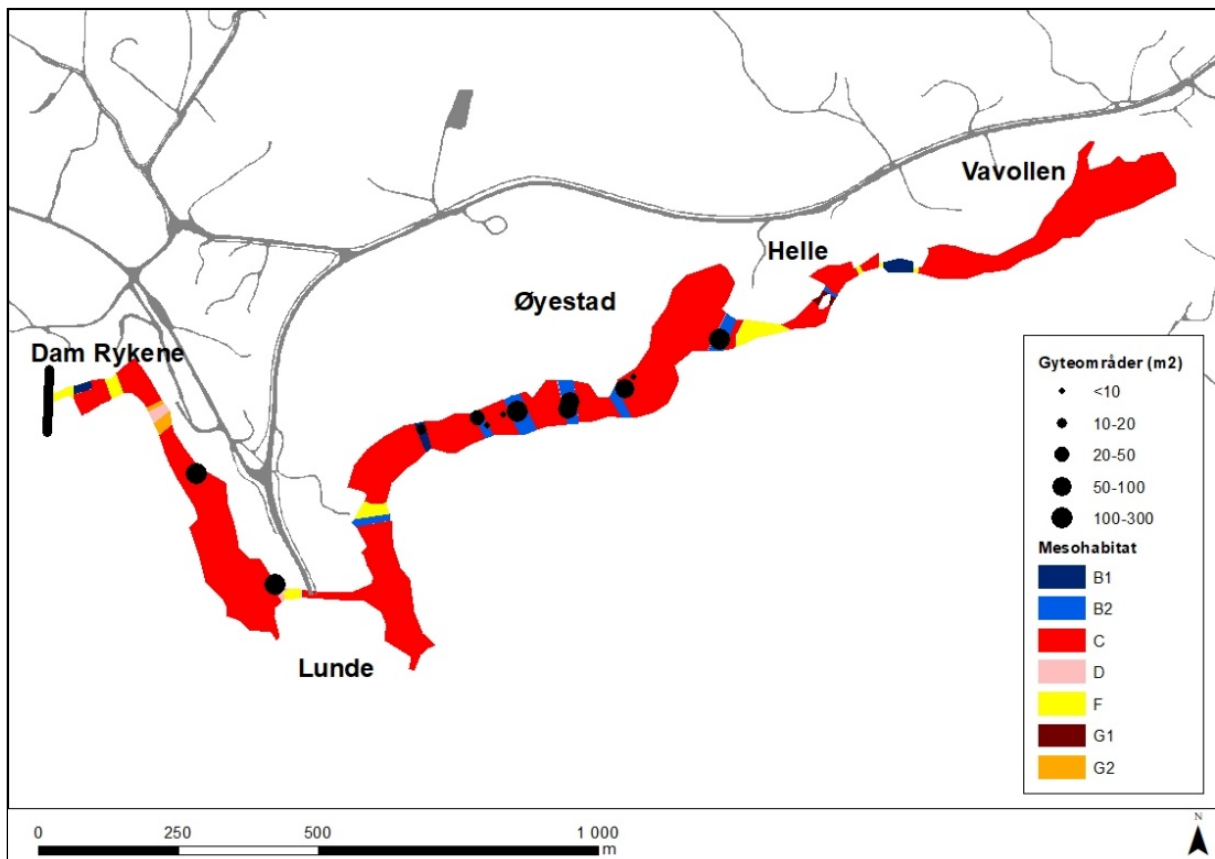 Vavollen
Helle
Øyestad
Dam Rykene
Lunde
Gyteområder (m2)
<10
10-20
20-50
50-100
100-300
Mesohabitat
B1
B2
C
D
F
G1
G2
0 250 500 1 000
m
N